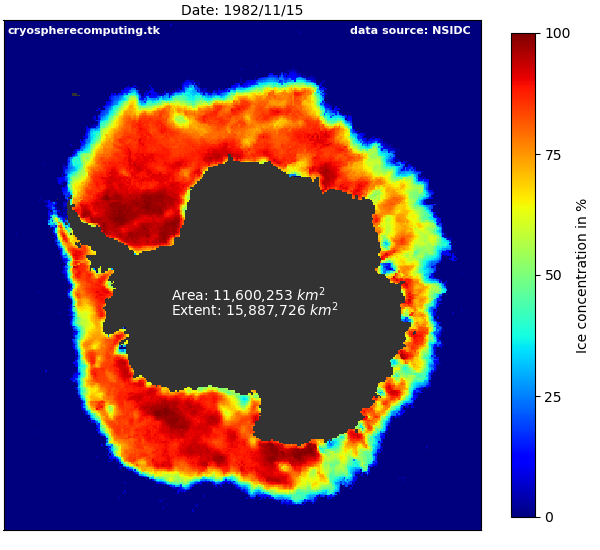 Date: 1982/11/15
cryospherecomputing.tk
data source: NSIDC
Area: 11,600,253 km²
Extent: 15,887,726 km²
100
75
50
25
0
Ice concentration in %